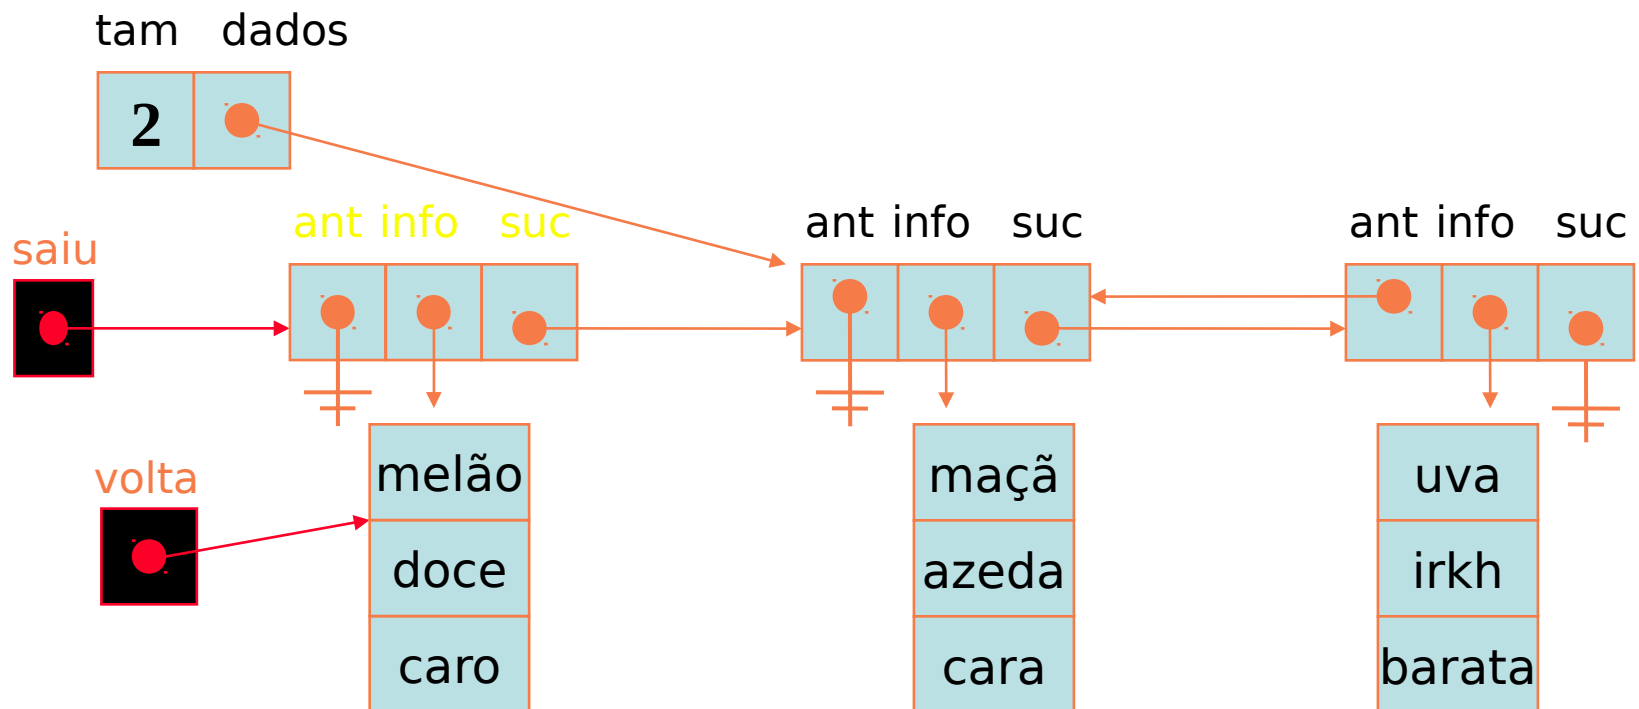 tam dados
2
ant info suc ant info suc ant info suc
saiu
volta
melão maçã uva
doce azeda irkh
caro cara barata